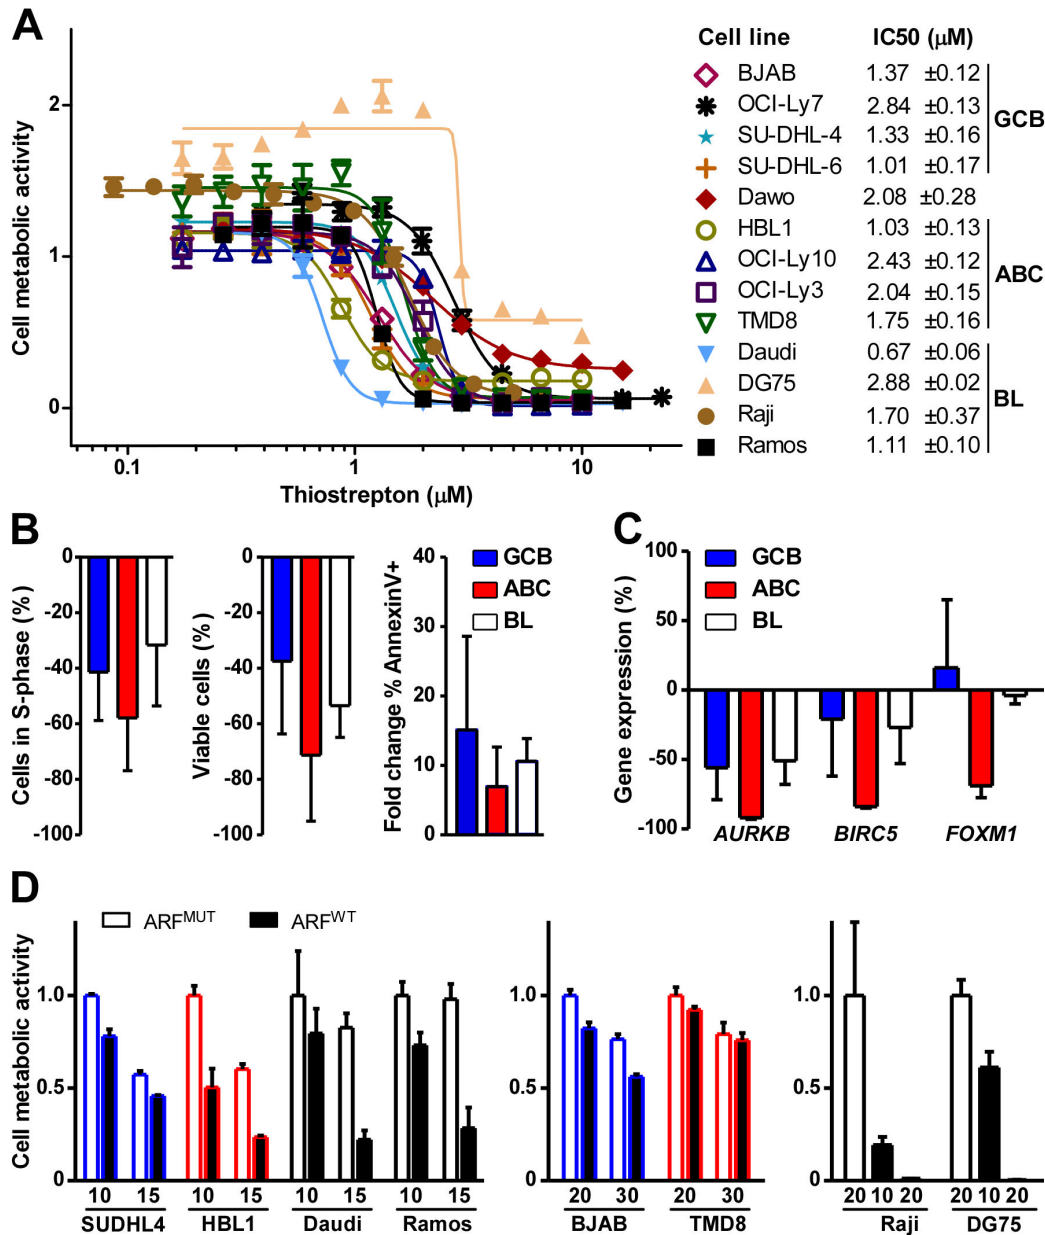 A
Cell metabolic activity
2
1
0
0.1 1 10
Thiostrepton (µM)
Cell line IC50 (µM)
BJAB 1.37 ±0.12
OCI-Ly7 2.84 ±0.13
SU-DHL-4 1.33 ±0.16
SU-DHL-6 1.01 ±0.17
GCB
Dawo 2.08 ±0.28
HBL1 1.03 ±0.13
OCI-Ly10 2.43 ±0.12
OCI-Ly3 2.04 ±0.15
TMD8 1.75 ±0.16
ABC
Daudi 0.67 ±0.06
DG75 2.88 ±0.02
Raji 1.70 ±0.37
Ramos 1.11 ±0.10
BL
B
Cells in S-phase (%)
0
-20
-40
-60
-80
-100
Viable cells (%)
0
-20
-40
-60
-80
-100
Fold change % AnnexinV+
40
30
20
10
0
GCB
ABC
BL
C
Gene expression (%)
100
50
0
-50
-100
GCB
ABC
BL
AURKB BIRC5 FOXM1
D
ARFMUT ARFWT
Cell metabolic activity
1.0
0.5
0
10 15 10 15 10 15 10 15
SUDHL4 HBL1 Daudi Ramos
1.0
0.5
0
20 30 20 30
BJAB TMD8
1.0
0.5
0
20 10 20 20 10 20
Raji DG75